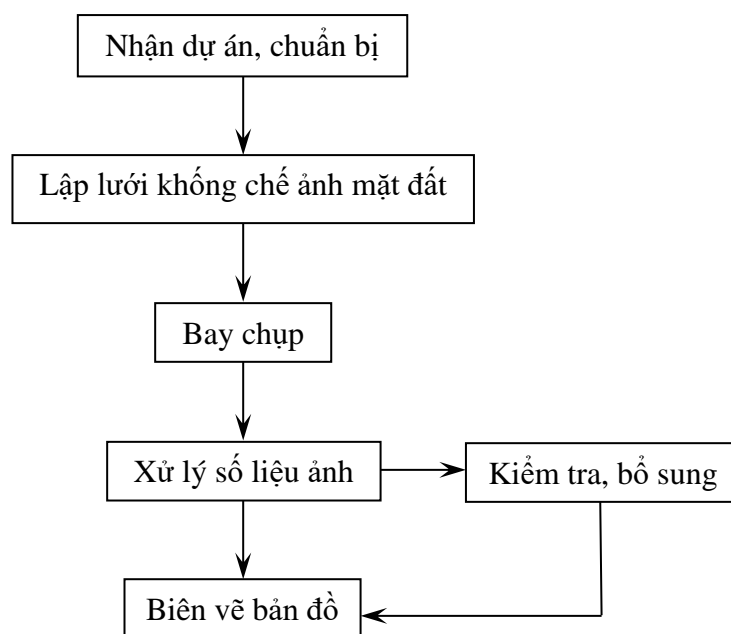 Nhận dự án, chuẩn bị
Lập lưới khống chế ảnh mặt đất
Bay chụp
Xử lý số liệu ảnh
Kiểm tra, bổ sung
Biên vẽ bản đồ